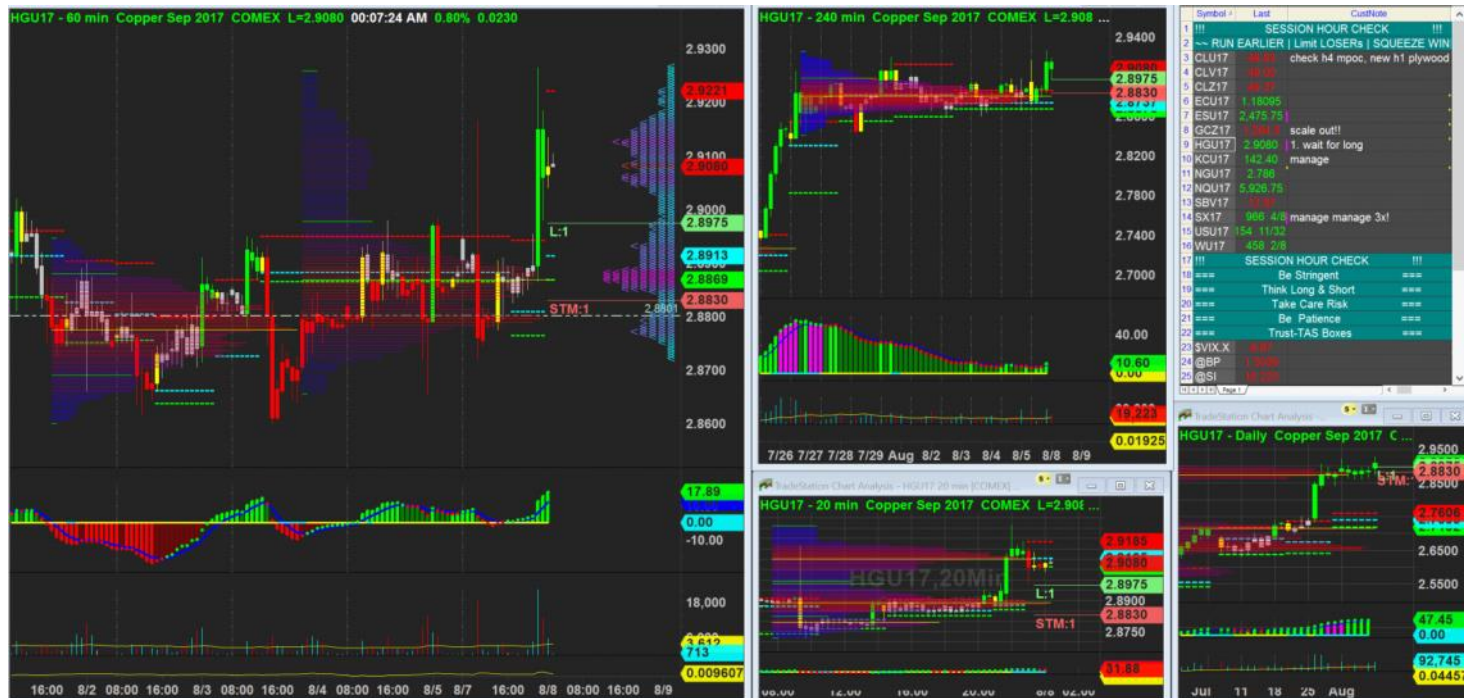 HGU17 - 60 min Copper Sep 2017 COMEX L=2.9080 00:07:24 AM 0.80% 0.0230
2.9300
2.9221
2.9200
2.9100
2.9080
2.9000
2.8975
L:1
2.8913
2.8869
2.8830
STM:1
2.8801
2.8800
2.8700
2.8600
17.89
0.00
-10.00
18,000
3,612
713
0.009607
16:00 8/2 08:00 16:00 8/3 08:00 16:00 8/4 08:00 16:00 8/5 8/7 16:00 8/8 08:00 16:00 8/9
HGU17 - 240 min Copper Sep 2017 COMEX L=2.908 ...
2.9400
2.9080
2.8975
2.8830
2.8737
2.8200
2.7800
2.7400
2.7000
40.00
10.60
0.00
19,223
0.01925
7/26 7/27 7/28 7/29 Aug 8/2 8/3 8/4 8/5 8/8 8/9
TradeStation Chart Analysis - HGU17 20 min [COMEX]
HGU17 - 20 min Copper Sep 2017 COMEX L=2.908 ...
HGU17,20Min
2.9185
2.9080
2.8975
L:1
2.8900
2.8830
STM:1
2.8750
31.88
12:00 16:00 20:00 8/8 02:00
Symbol Last CustNote
1 !!! SESSION HOUR CHECK !!!
2 ~~ RUN EARLIER | Limit LOSERs | SQUEEZE WIN
3 CLU17 check h4 mpoc, new h1 plywood
4 CLV17
5 CLZ17
6 ECU17 1.18095
7 ESU17 2,475.75
8 GCZ17 scale out!!
9 HGU17 2.9080 1. wait for long
10 KCU17 142.40 manage
11 NGU17 2.786
12 NQU17 5,926.75
13 SBV17
14 SX17 966 4/8 manage manage 3x!
15 USU17 154 11/32
16 WU17 458 2/8
17 !!! SESSION HOUR CHECK !!!
18 === Be Stringent ===
19 === Think Long & Short ===
20 === Take Care Risk ===
21 === Be Patience ===
22 === Trust-TAS Boxes ===
23 $VIX.X
24 @BP
25 @SI
Page 1
TradeStation Chart Analysis - ...
HGU17 - Daily Copper Sep 2017 C ...
2.9500
2.8830
2.8500
2.7606
2.6500
2.5500
47.45
0.00
92,745
0.04457
Jul 11 18 25 Aug